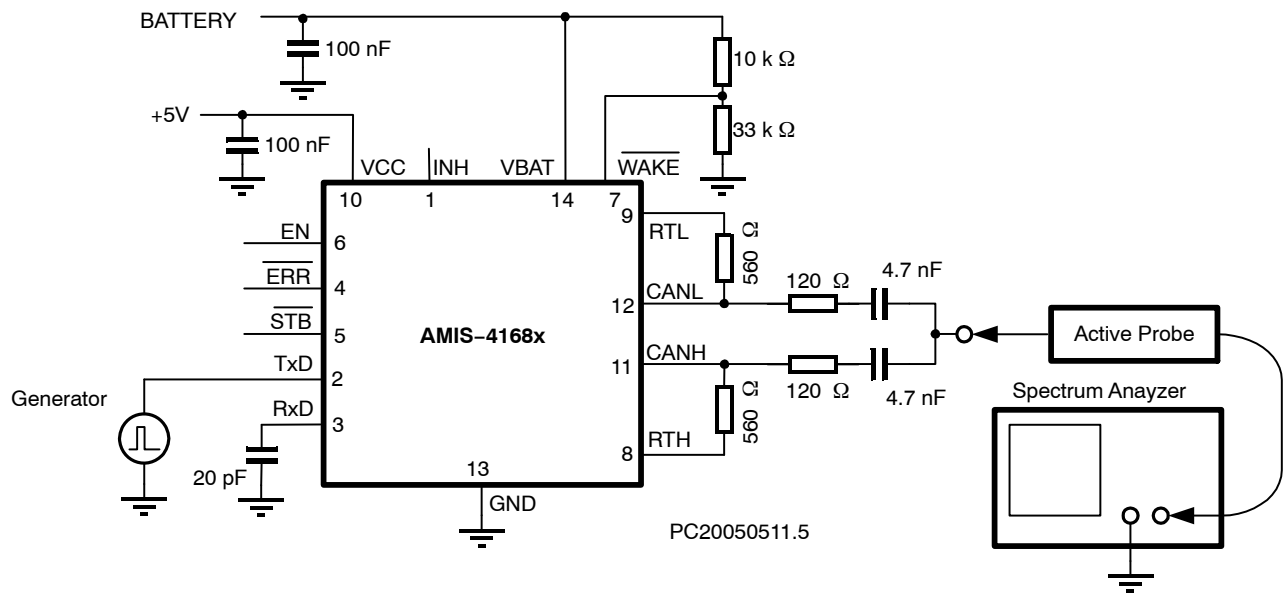 BATTERY
100 nF
10 k Ω
+5V
100 nF
33 k Ω
VCC
INH
VBAT
WAKE
10
1
14
7
9
RTL
560 Ω
EN
6
ERR
4
STB
5
AMIS-4168x
12
CANL
120 Ω
4.7 nF
11
CANH
120 Ω
4.7 nF
Active Probe
TxD
2
Generator
RxD
3
20 pF
560 Ω
RTH
8
Spectrum Anayzer
13
GND
PC20050511.5